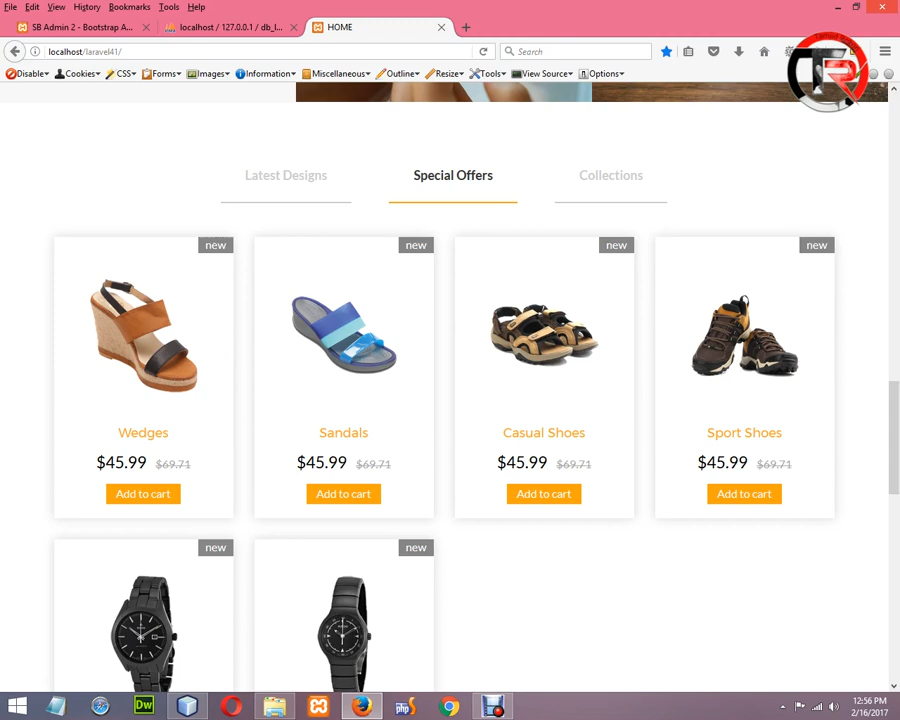 File Edit View History Bookmarks Tools Help
SB Admin 2 - Bootstrap A... localhost / 127.0.0.1 / db_l... HOME
localhost/laravel41/ Search
Disable Cookies CSS Forms Images Information Miscellaneous Outline Resize Tools View Source Options
Latest Designs Special Offers Collections
new new new new
Wedges Sandals Casual Shoes Sport Shoes
$45.99 $69.71 $45.99 $69.71 $45.99 $69.71 $45.99 $69.71
Add to cart Add to cart Add to cart Add to cart
new new
Dw php
12:56 PM
2/16/2017